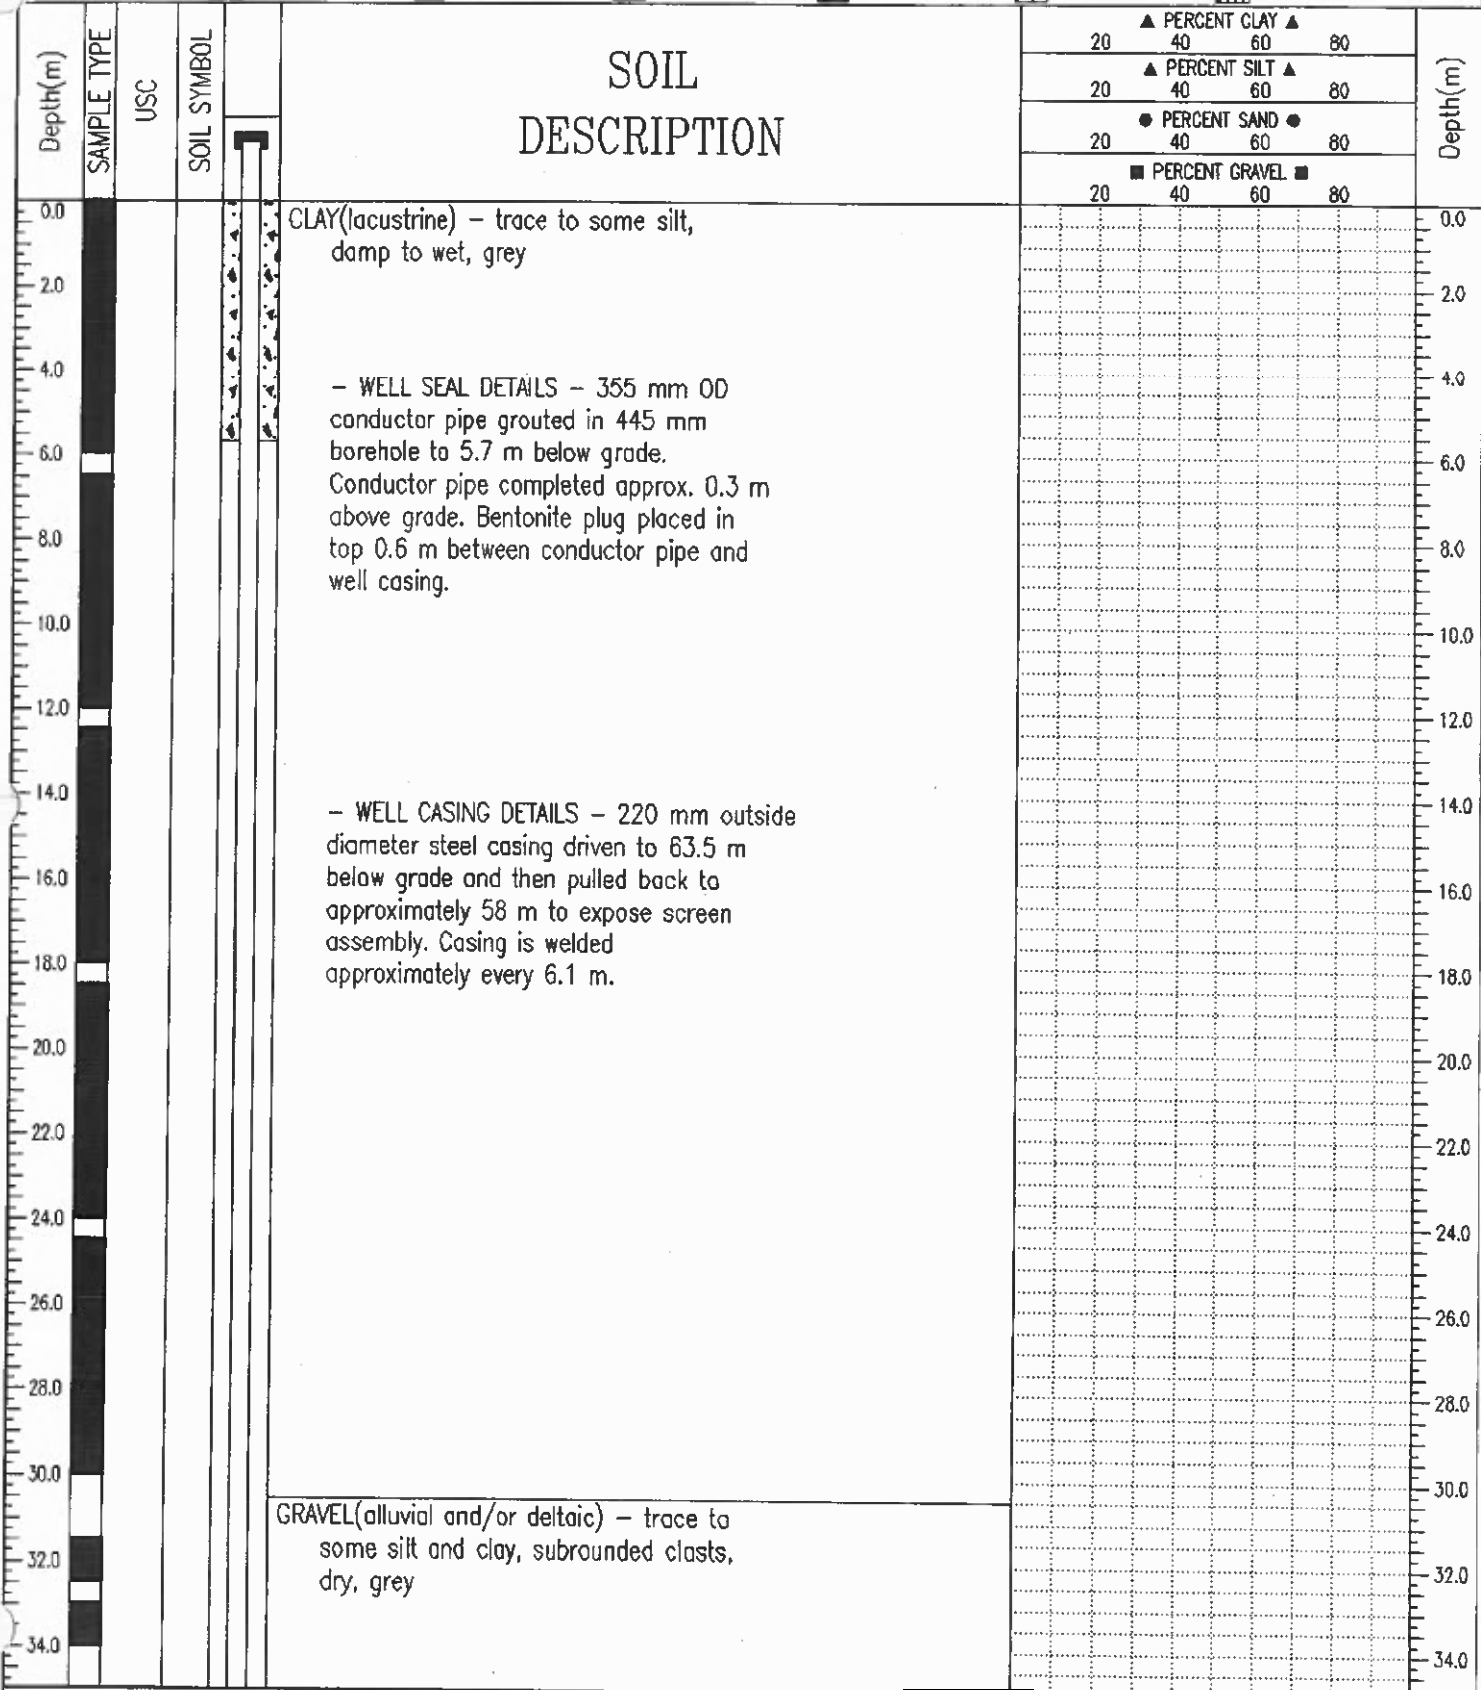 Depth(m)
SAMPLE TYPE
USC
SOIL SYMBOL
SOIL
DESCRIPTION
▲ PERCENT CLAY ▲
20 40 60 80
▲ PERCENT SILT ▲
20 40 60 80
● PERCENT SAND ●
20 40 60 80
■ PERCENT GRAVEL ■
20 40 60 80
Depth(m)
0.0
2.0
4.0
6.0
8.0
10.0
12.0
14.0
16.0
18.0
20.0
22.0
24.0
26.0
28.0
30.0
32.0
34.0
CLAY(lacustrine) – trace to some silt,
damp to wet, grey
– WELL SEAL DETAILS – 355 mm OD
conductor pipe grouted in 445 mm
borehole to 5.7 m below grade.
Conductor pipe completed approx. 0.3 m
above grade. Bentonite plug placed in
top 0.6 m between conductor pipe and
well casing.
– WELL CASING DETAILS – 220 mm outside
diameter steel casing driven to 63.5 m
below grade and then pulled back to
approximately 58 m to expose screen
assembly. Casing is welded
approximately every 6.1 m.
GRAVEL(alluvial and/or deltaic) – trace to
some silt and clay, subrounded clasts,
dry, grey
0.0
2.0
4.0
6.0
8.0
10.0
12.0
14.0
16.0
18.0
20.0
22.0
24.0
26.0
28.0
30.0
32.0
34.0